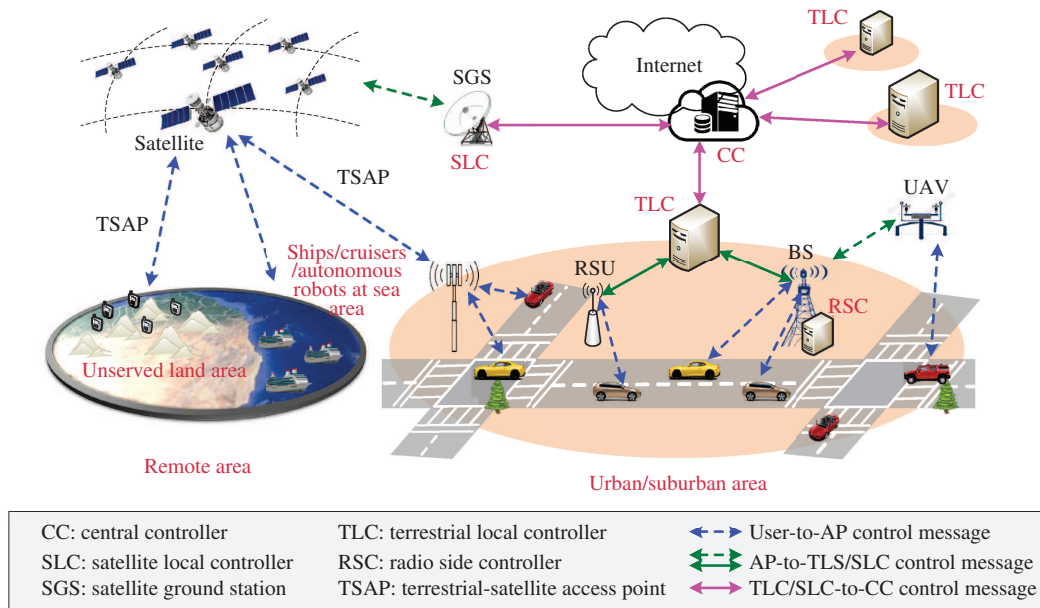 TLC
Internet
SGS
TLC
Satellite
SLC
CC
TSAP
UAV
TSAP
TLC
Ships/cruisers
/autonomous
robots at sea
area
RSU
BS
RSC
Unserved land area
Remote area
Urban/suburban area
CC: central controller
TLC: terrestrial local controller
User-to-AP control message
SLC: satellite local controller
RSC: radio side controller
AP-to-TLS/SLC control message
SGS: satellite ground station
TSAP: terrestrial-satellite access point
TLC/SLC-to-CC control message